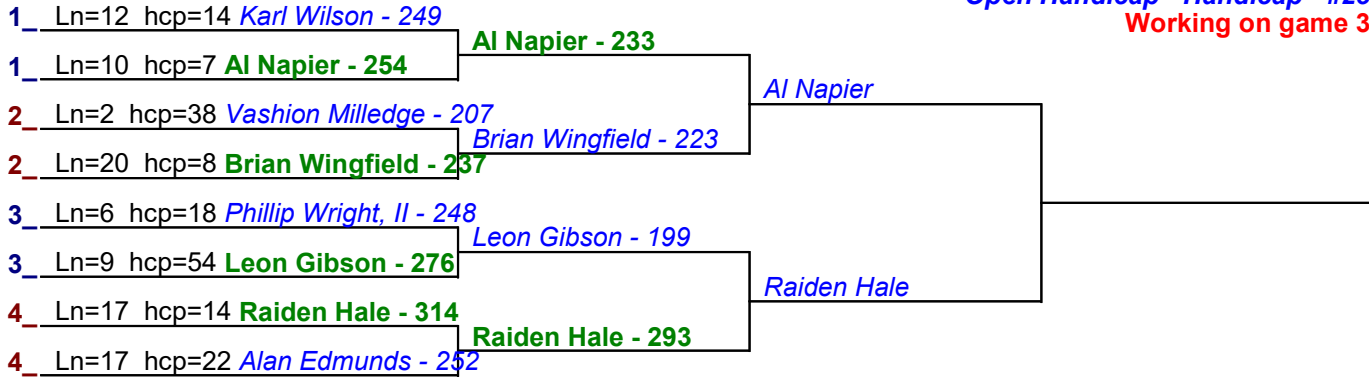 Open Handicap - Handicap - #25
Working on game 3
1_ Ln=12 hcp=14 Karl Wilson - 249
Al Napier - 233
1_ Ln=10 hcp=7 Al Napier - 254
Al Napier
2_ Ln=2 hcp=38 Vashion Milledge - 207
Brian Wingfield - 223
2_ Ln=20 hcp=8 Brian Wingfield - 237
3_ Ln=6 hcp=18 Phillip Wright, II - 248
Leon Gibson - 199
3_ Ln=9 hcp=54 Leon Gibson - 276
Raiden Hale
4_ Ln=17 hcp=14 Raiden Hale - 314
Raiden Hale - 293
4_ Ln=17 hcp=22 Alan Edmunds - 252